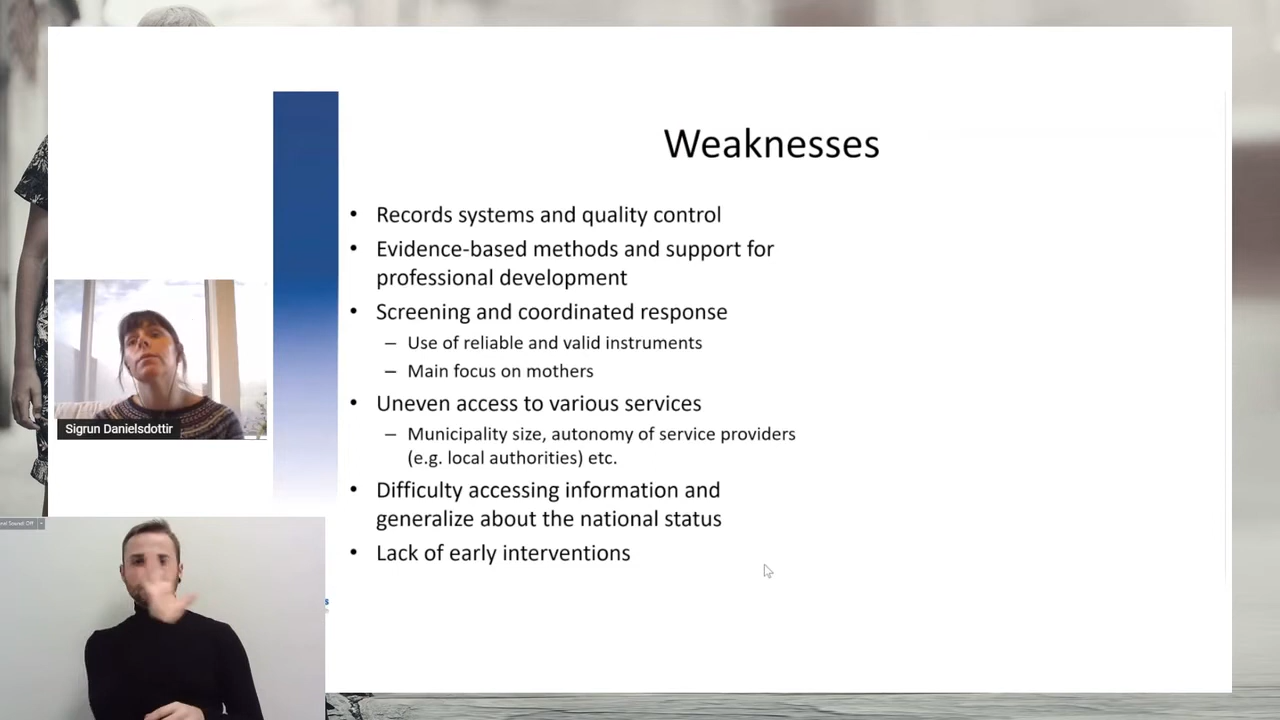 Weaknesses
• Records systems and quality control
• Evidence-based methods and support for
professional development
• Screening and coordinated response
– Use of reliable and valid instruments
– Main focus on mothers
• Uneven access to various services
– Municipality size, autonomy of service providers
(e.g. local authorities) etc.
• Difficulty accessing information and
generalize about the national status
• Lack of early interventions
Sigrun Danielsdottir
Sound: Off